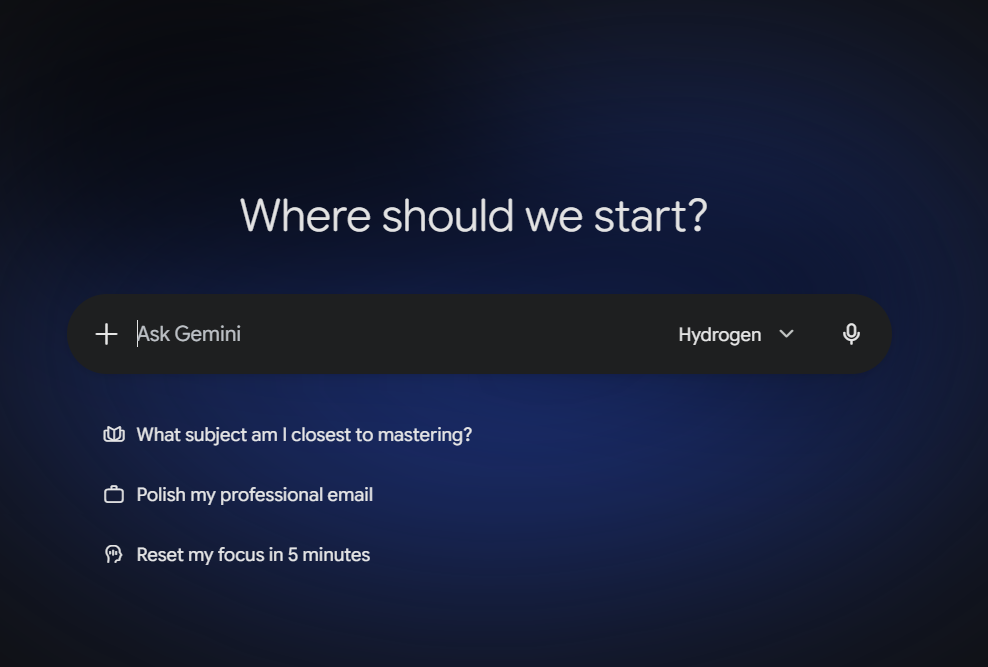 Where should we start?
Ask Gemini
Hydrogen
What subject am I closest to mastering?
Polish my professional email
Reset my focus in 5 minutes